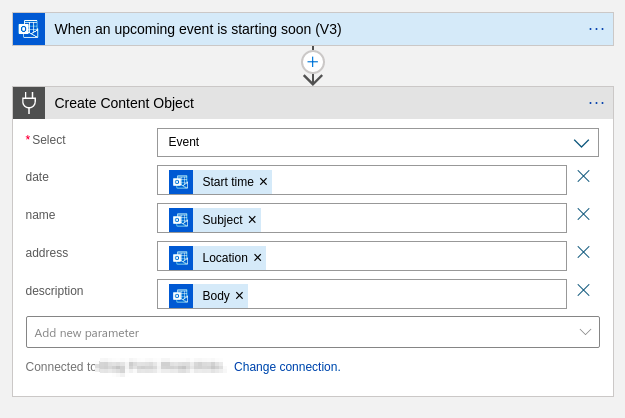 When an upcoming event is starting soon (V3)
Create Content Object
* Select Event
date Start time
name Subject
address Location
description Body
Add new parameter
Connected to Change connection.